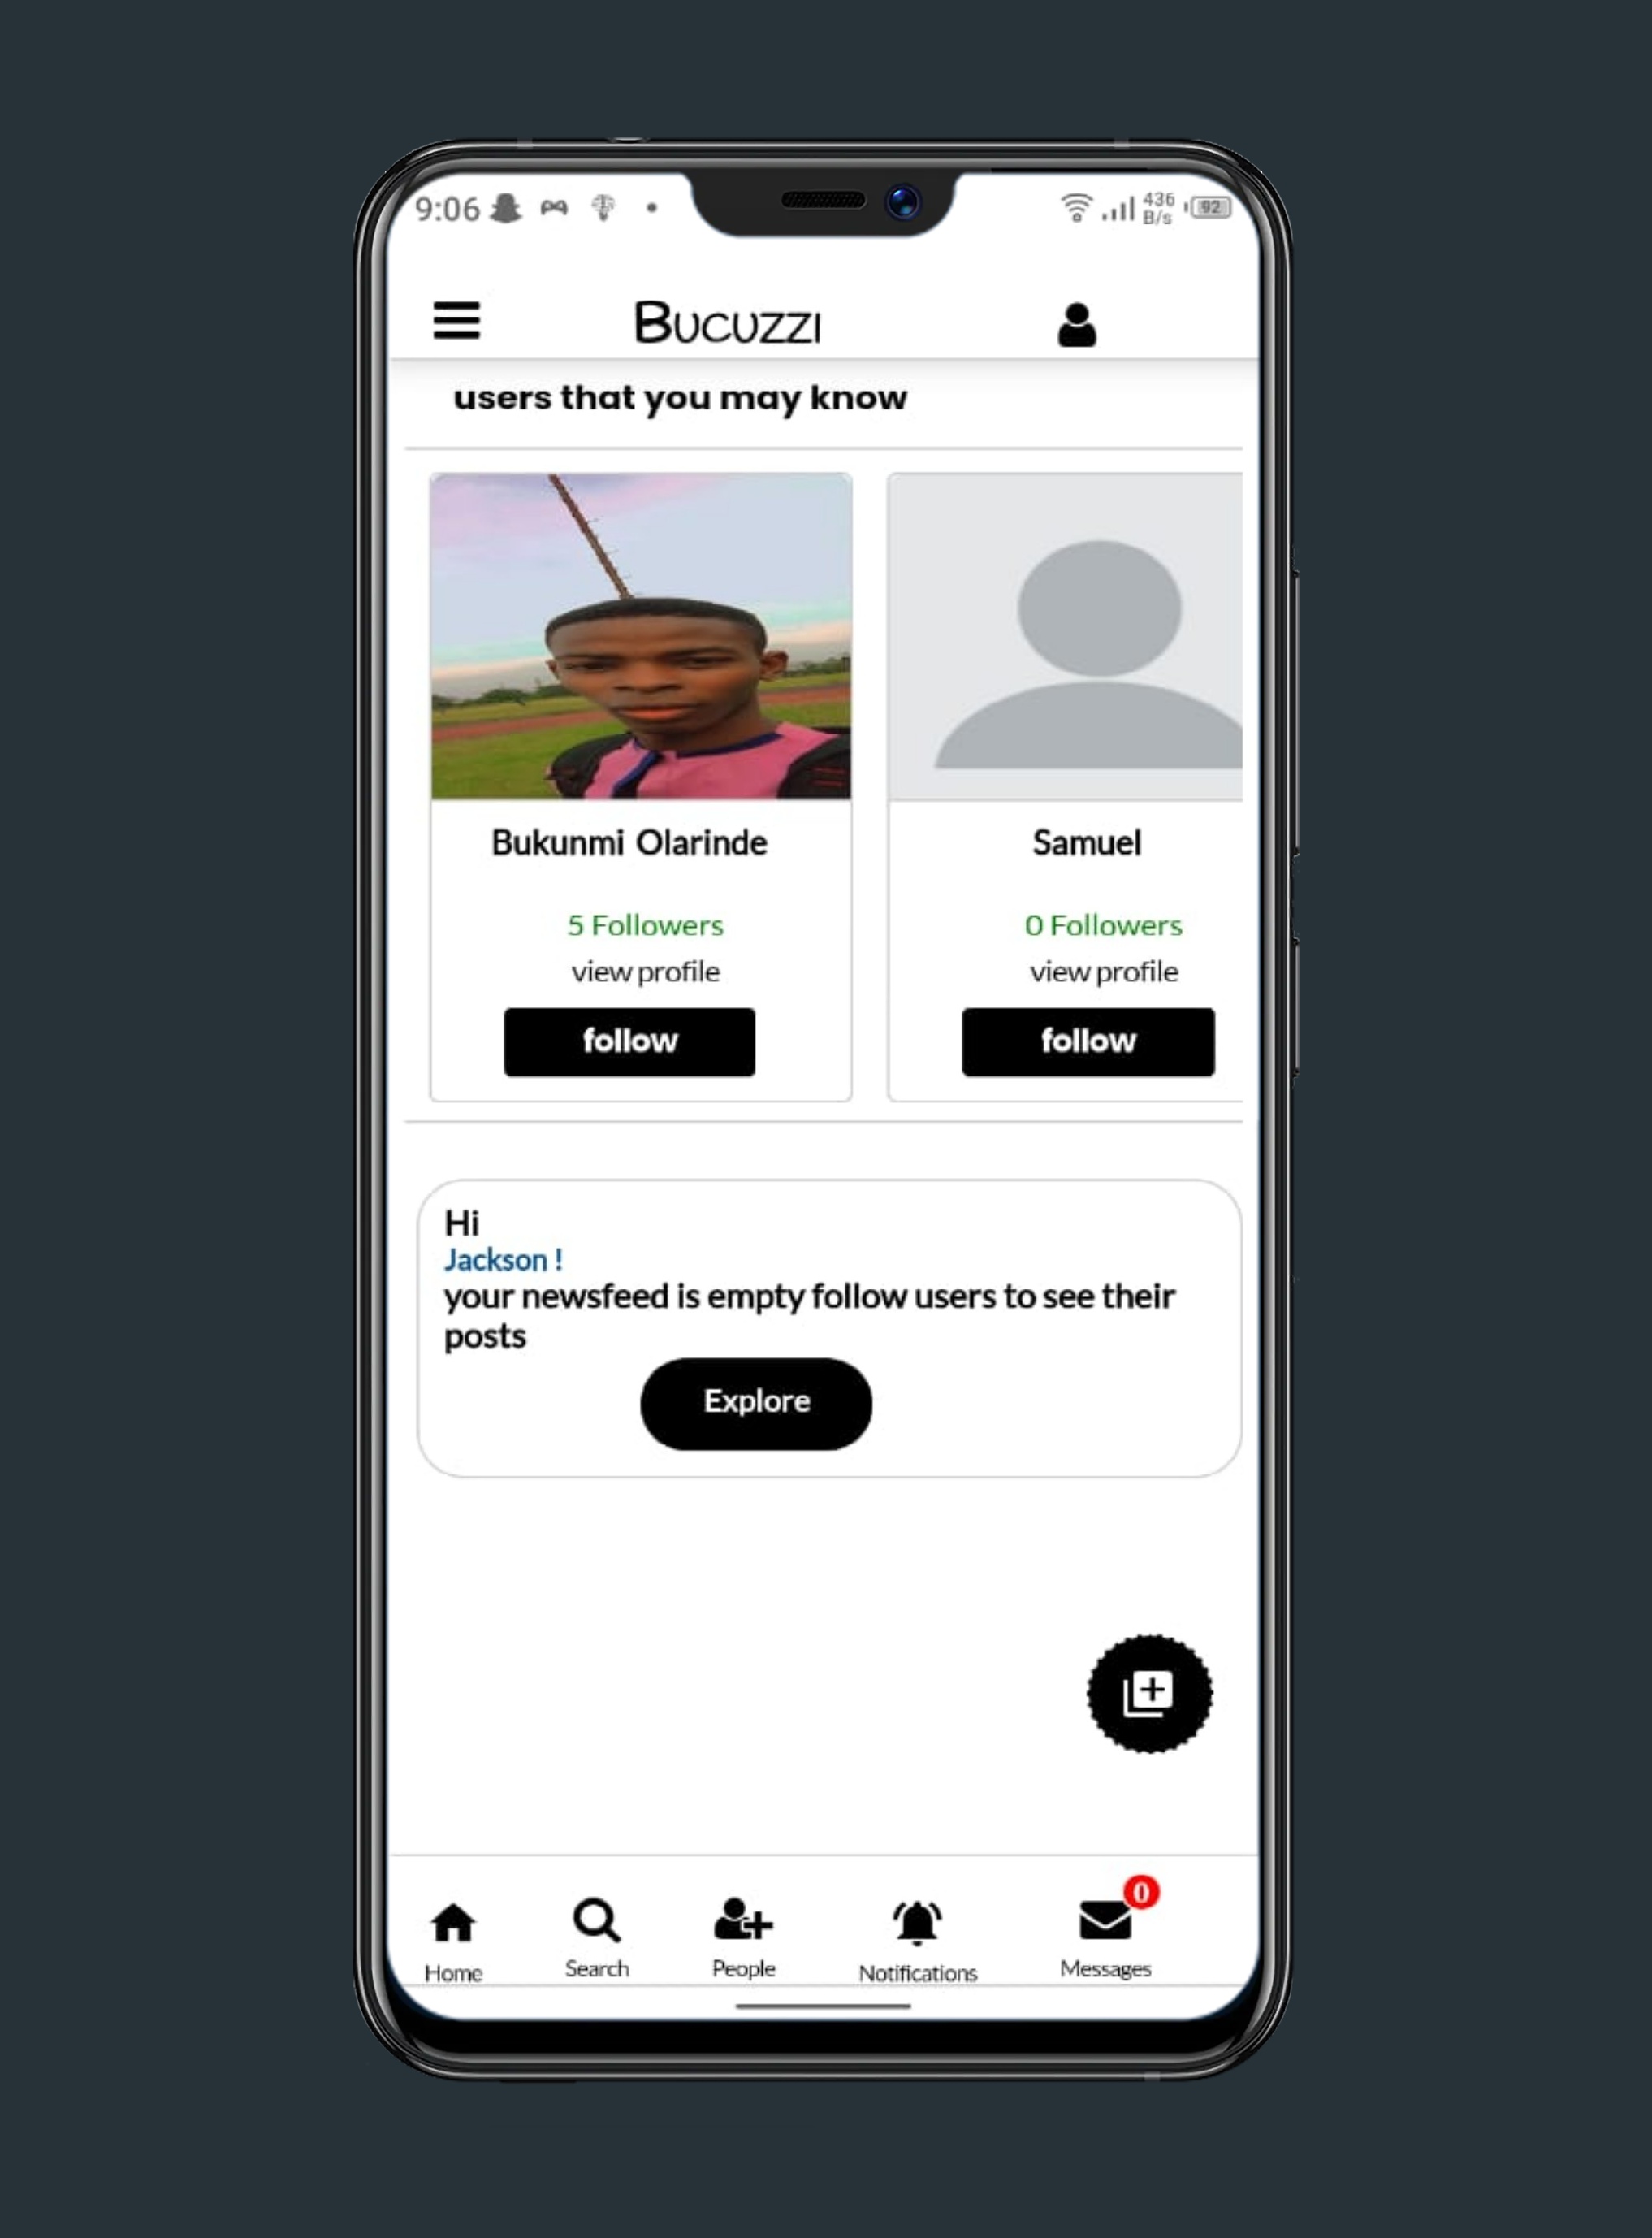 9:06
436
B/s
92
BUCUZZI
users that you may know
Bukunmi Olarinde
Samuel
5 Followers
0 Followers
view profile
view profile
follow
follow
Hi
Jackson !
your newsfeed is empty follow users to see their
posts
Explore
0
Home
Search
People
Notifications
Messages